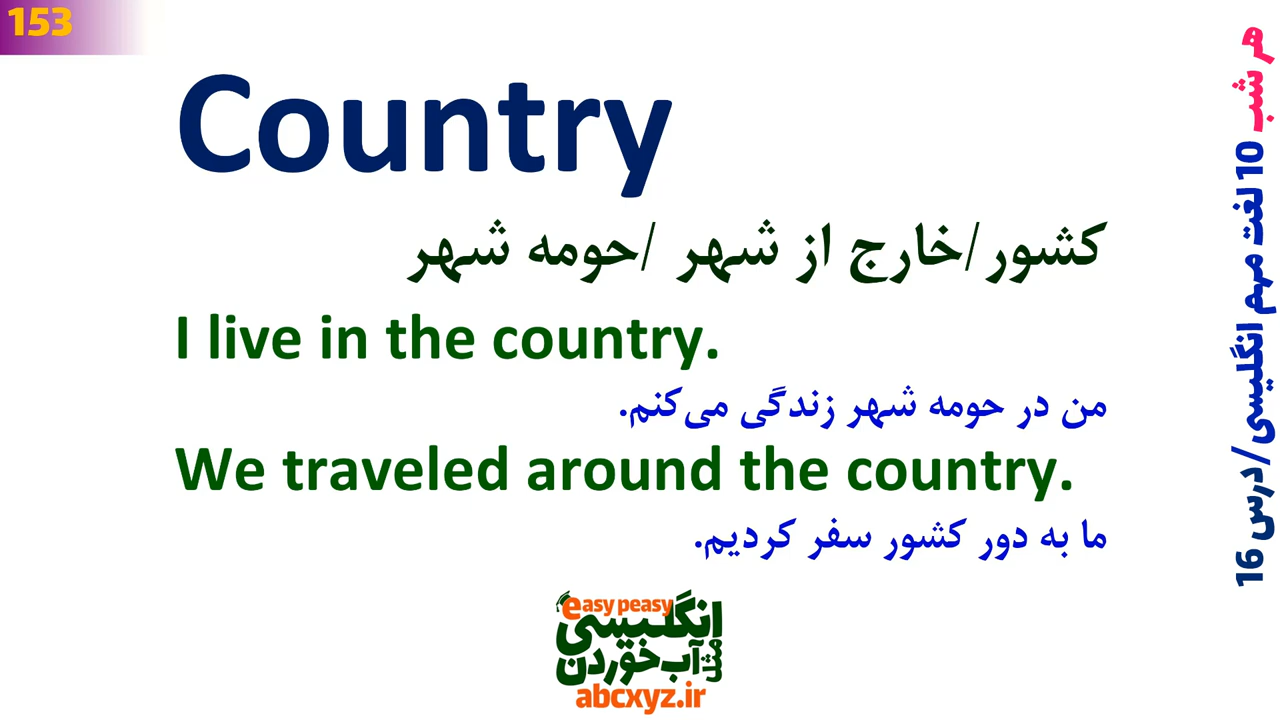 153
Country
کشور/خارج از شهر /حومه شهر
I live in the country.
من در حومه شهر زندگی می‌کنم.
We traveled around the country.
ما به دور کشور سفر کردیم.
هر شب 10 لغت مهم انگلیسی/درس 16
easy peasy
انگلیسی
مثل آب خوردن
abcxyz.ir